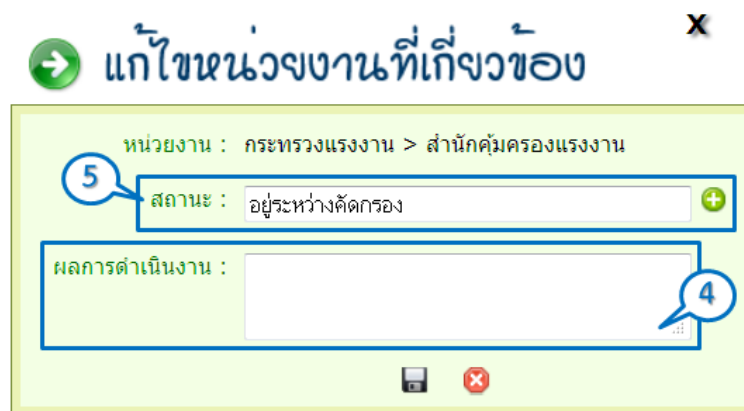 X
แก้ไขหน่วยงานที่เกี่ยวข้อง
หน่วยงาน : กระทรวงแรงงาน > สำนักคุ้มครองแรงงาน
5
สถานะ : อยู่ระหว่างคัดกรอง
ผลการดำเนินงาน :
4